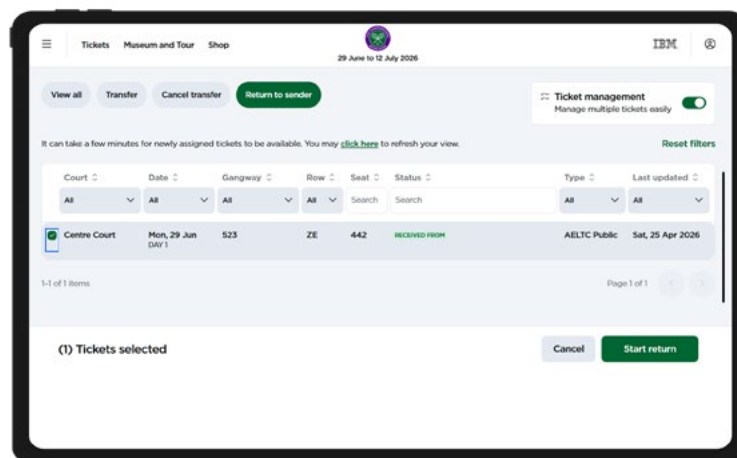 Tickets Museum and Tour Shop
IBM
29 June to 12 July 2026
View all Transfer Cancel transfer Return to sender
Ticket management
Manage multiple tickets easily
It can take a few minutes for newly assigned tickets to be available. You may click here to refresh your view.
Reset filters
Court Date Gangway Row Seat Status Type Last updated
All All All All Search Search All All
Centre Court Mon, 29 Jun 523 ZE 442 RECEIVED FROM AELTC Public Sat, 25 Apr 2026
DAY 1
1-1 of 1 items Page 1 of 1
(1) Tickets selected Cancel Start return